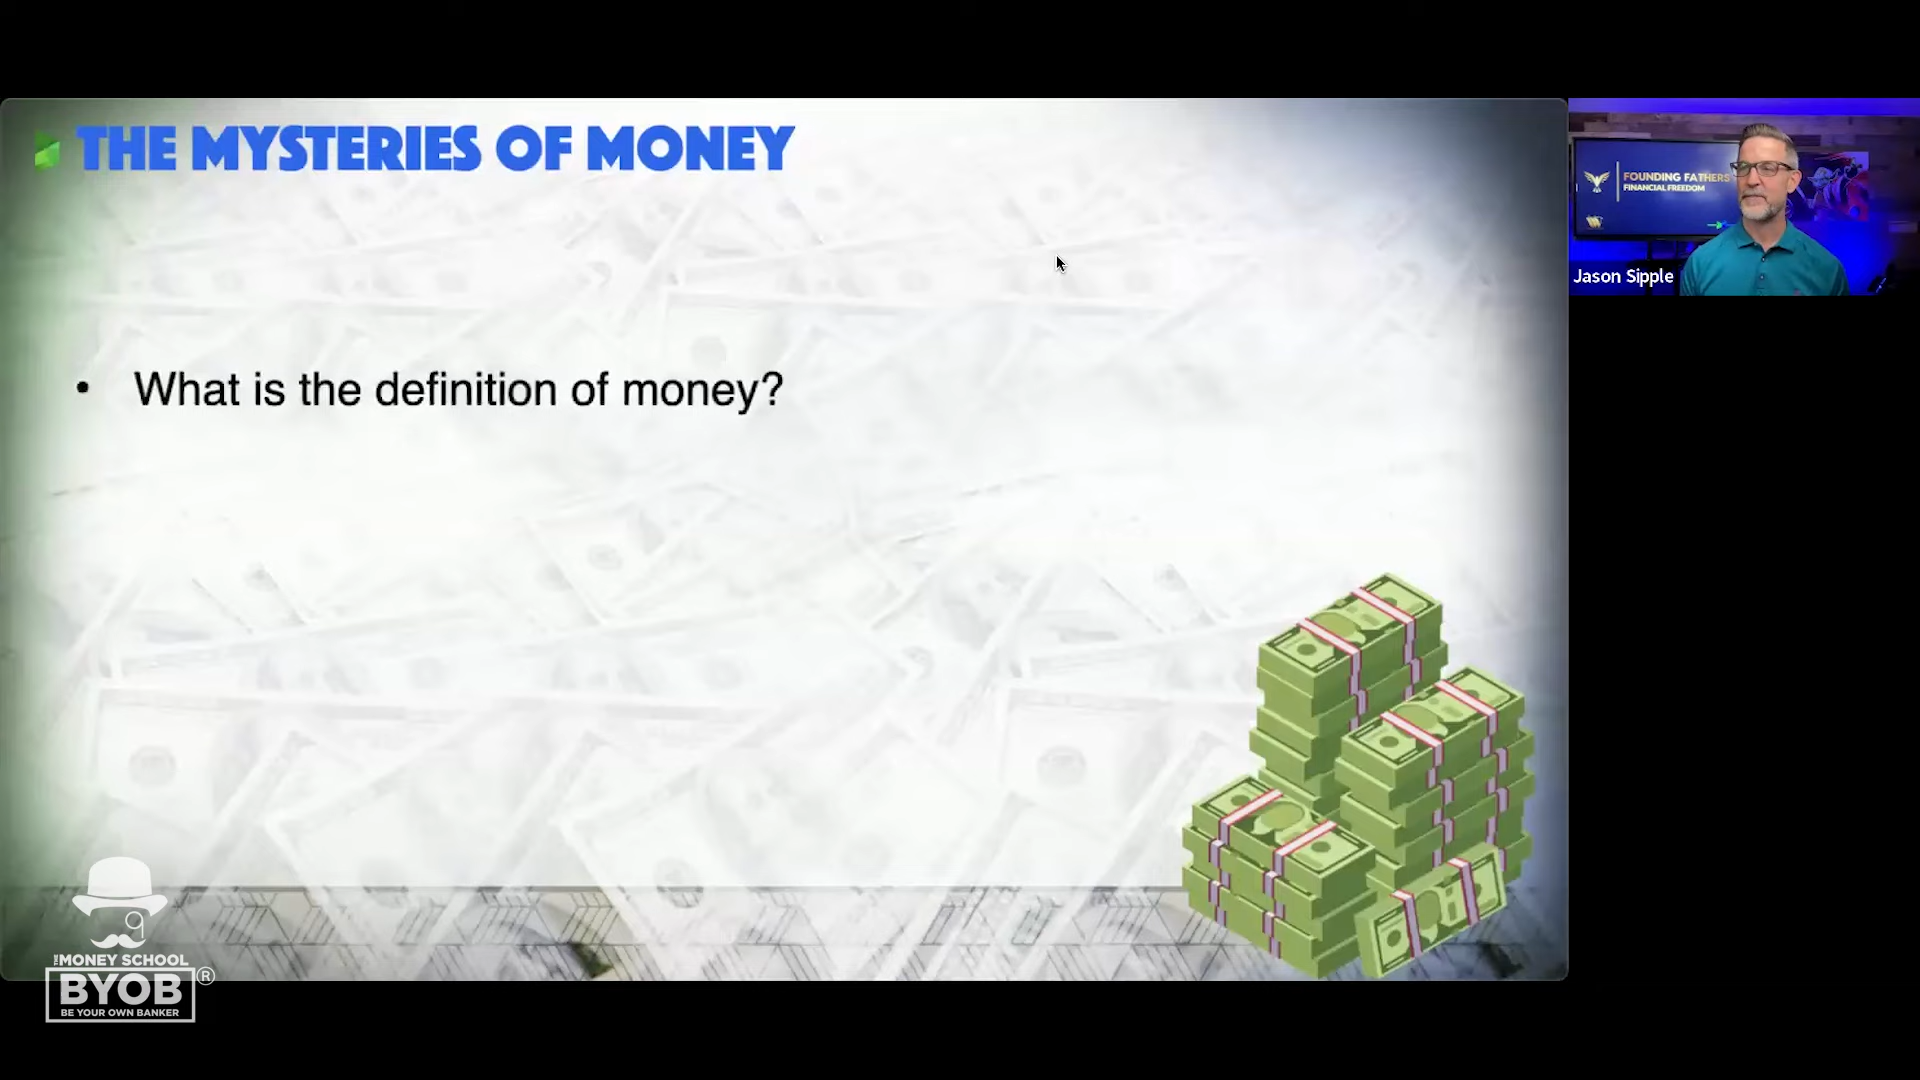 THE MYSTERIES OF MONEY
• What is the definition of money?
FOUNDING FATHERS
FINANCIAL FREEDOM
Jason Sipple
THE MONEY SCHOOL
BYOB®
BE YOUR OWN BANKER